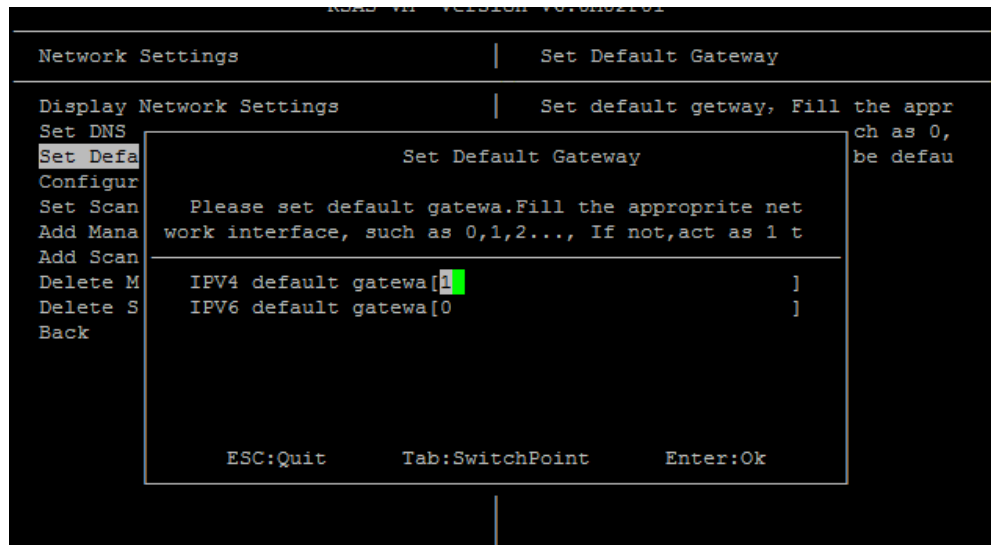 Network Settings | Set Default Gateway
Display Network Settings | Set default getway, Fill the appr
Set DNS ch as 0,
Set Defa be defau
Configur
Set Scan
Add Mana
Add Scan
Delete M
Delete S
Back
Set Default Gateway
Please set default gatewa.Fill the approprite net
work interface, such as 0,1,2..., If not,act as 1 t
IPV4 default gatewa[1 ]
IPV6 default gatewa[0 ]
ESC:Quit Tab:SwitchPoint Enter:Ok